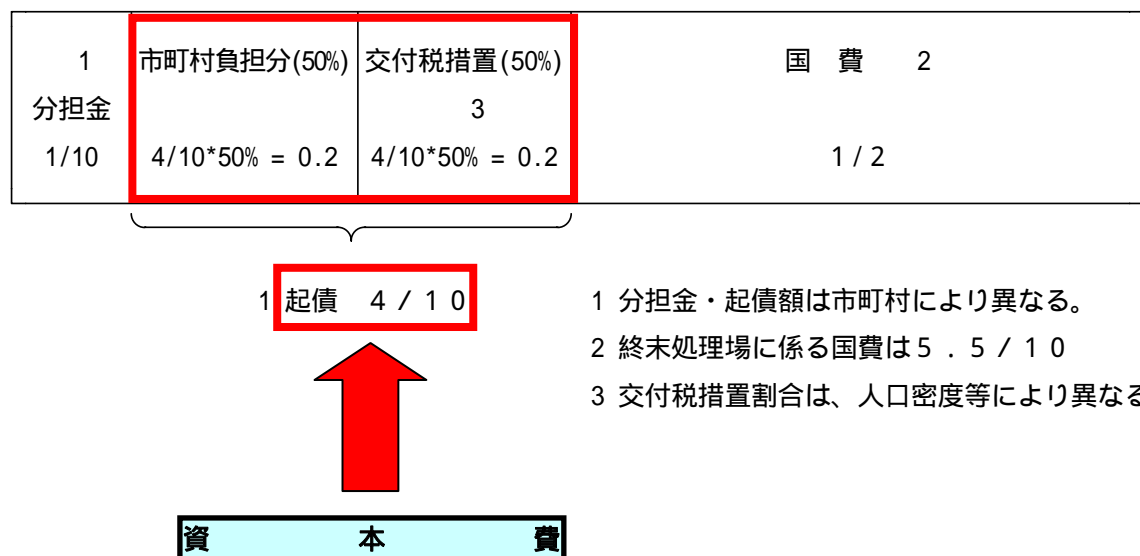 1
分担金
1/10
市町村負担分(50%)
4/10*50% = 0.2
交付税措置(50%)
3
4/10*50% = 0.2
国 費 2
1/2
1 起債 4/10
1 分担金・起債額は市町村により異なる。
2 終末処理場に係る国費は5.5/10
3 交付税措置割合は、人口密度等により異なる
資 本 費